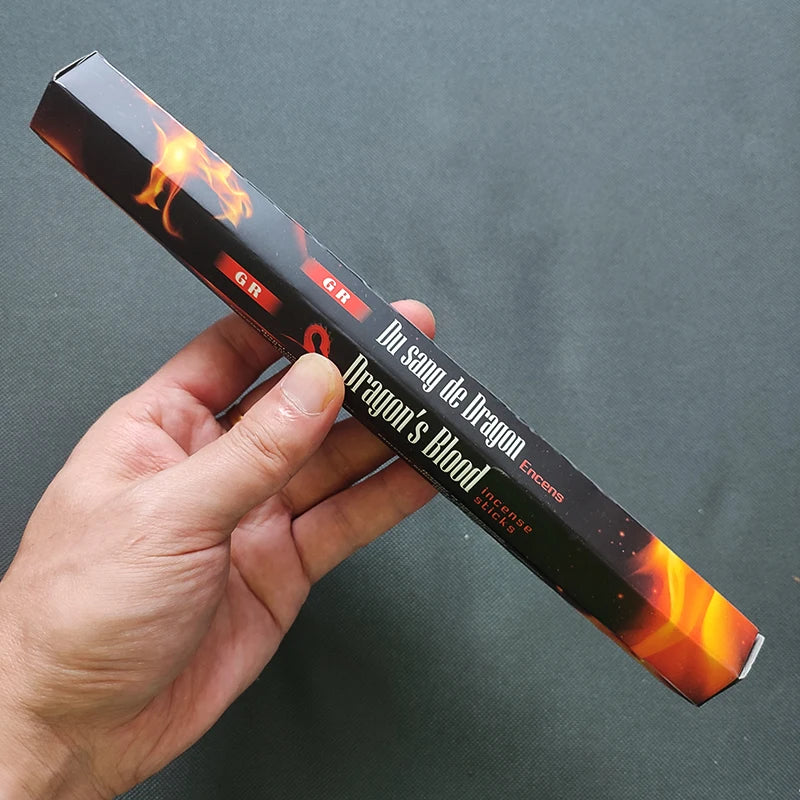 GR
Du sang de Dragon
Encens
GR
Dragon's Blood
incense
sticks